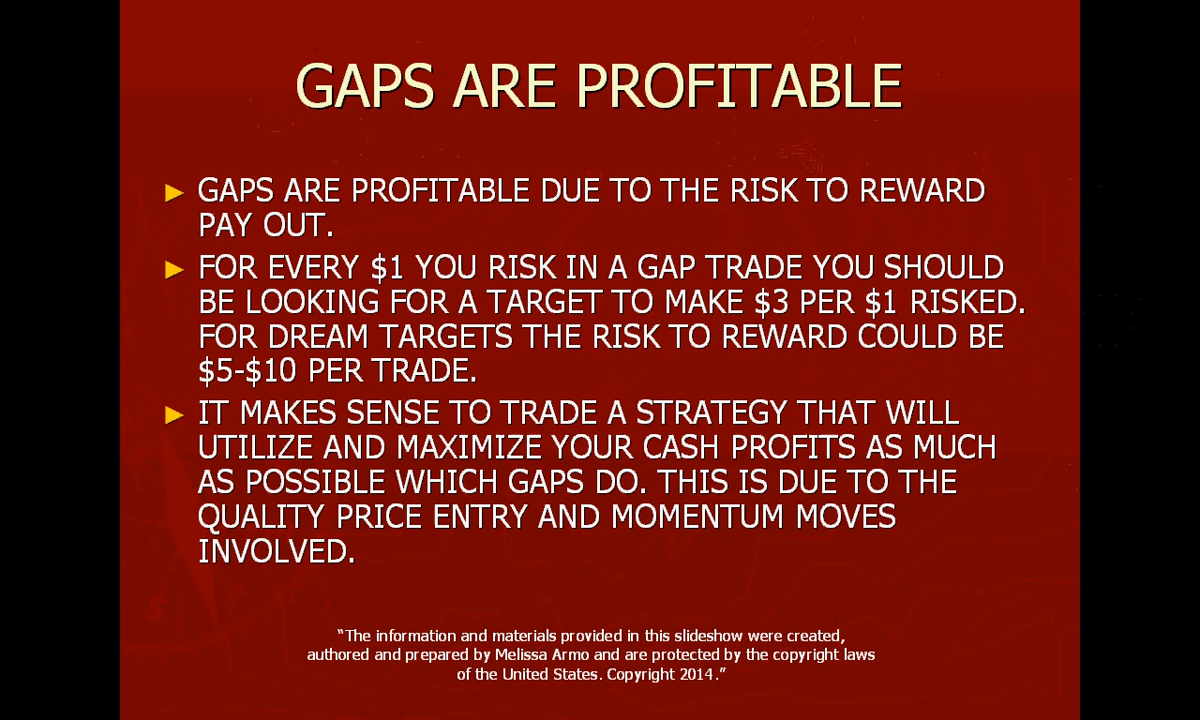 GAPS ARE PROFITABLE
► GAPS ARE PROFITABLE DUE TO THE RISK TO REWARD
PAY OUT.
► FOR EVERY $1 YOU RISK IN A GAP TRADE YOU SHOULD
BE LOOKING FOR A TARGET TO MAKE $3 PER $1 RISKED.
FOR DREAM TARGETS THE RISK TO REWARD COULD BE
$5-$10 PER TRADE.
► IT MAKES SENSE TO TRADE A STRATEGY THAT WILL
UTILIZE AND MAXIMIZE YOUR CASH PROFITS AS MUCH
AS POSSIBLE WHICH GAPS DO. THIS IS DUE TO THE
QUALITY PRICE ENTRY AND MOMENTUM MOVES
INVOLVED.
“The information and materials provided in this slideshow were created,
authored and prepared by Melissa Armo and are protected by the copyright laws
of the United States. Copyright 2014.”